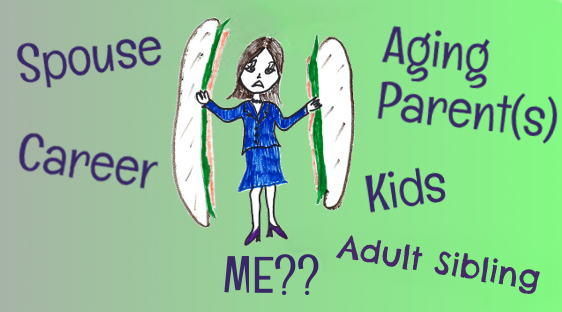 Spouse
Career
Aging
Parent(s)
Kids
Adult Sibling
ME??